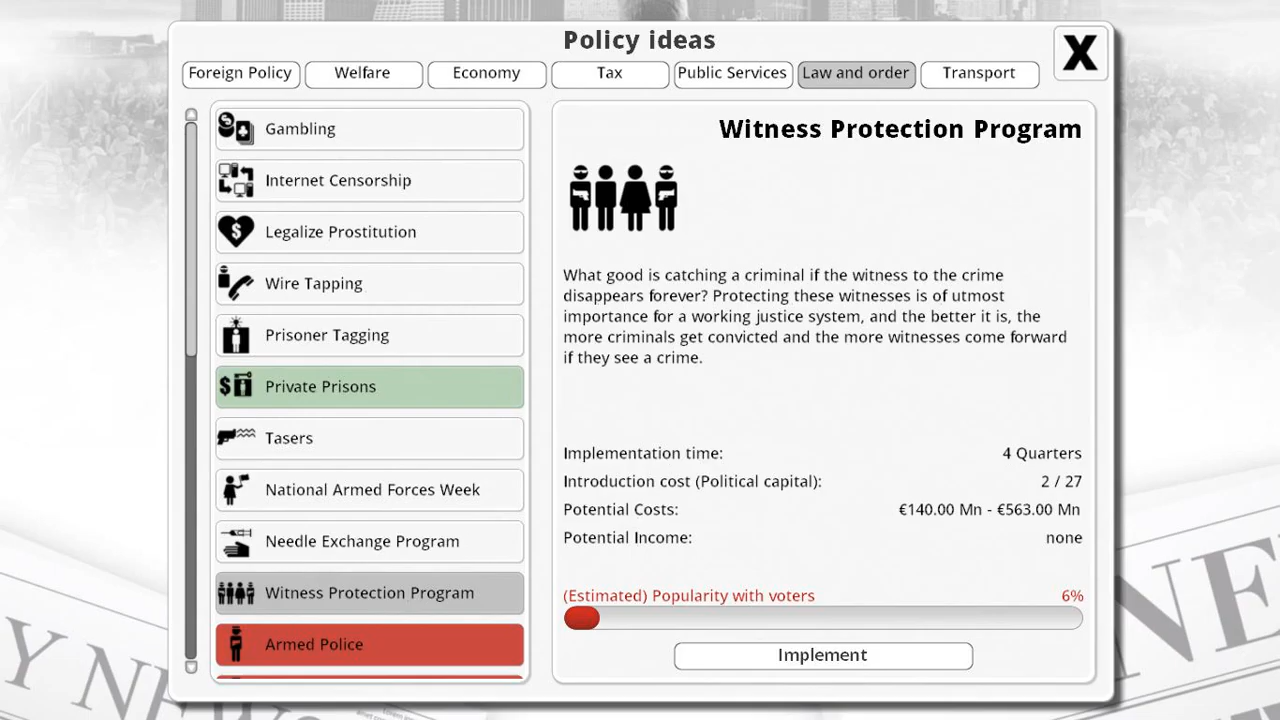 Policy ideas
X
Foreign Policy
Welfare
Economy
Tax
Public Services
Law and order
Transport
Gambling
Internet Censorship
Legalize Prostitution
Wire Tapping
Prisoner Tagging
Private Prisons
Tasers
National Armed Forces Week
Needle Exchange Program
Witness Protection Program
Armed Police
Witness Protection Program
What good is catching a criminal if the witness to the crime
disappears forever? Protecting these witnesses is of utmost
importance for a working justice system, and the better it is, the
more criminals get convicted and the more witnesses come forward
if they see a crime.
Implementation time: 4 Quarters
Introduction cost (Political capital): 2 / 27
Potential Costs: €140.00 Mn - €563.00 Mn
Potential Income: none
(Estimated) Popularity with voters 6%
Implement